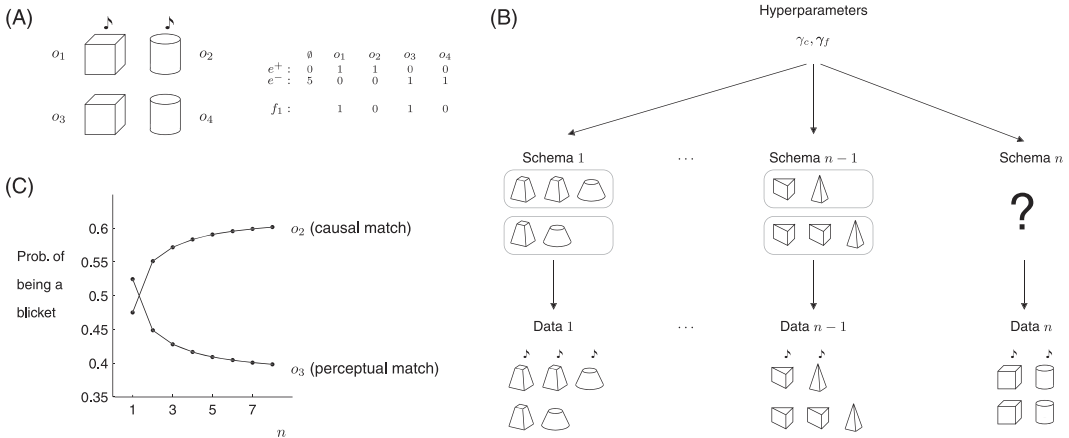 (A)
♪ ♪
o₁ o₂
o₃ o₄
∅ o₁ o₂ o₃ o₄
e⁺ : 0 1 1 0 0
e⁻ : 5 0 0 1 1
f₁ : 1 0 1 0
(B)
Hyperparameters
γ_c, γ_f
Schema 1 ... Schema n − 1 Schema n
?
Data 1 ... Data n − 1 Data n
♪ ♪ ♪ ♪ ♪ ♪ ♪
(C)
Prob. of
being a
blicket
0.6
0.55
0.5
0.45
0.4
0.35
1 3 5 7
n
o₂ (causal match)
o₃ (perceptual match)